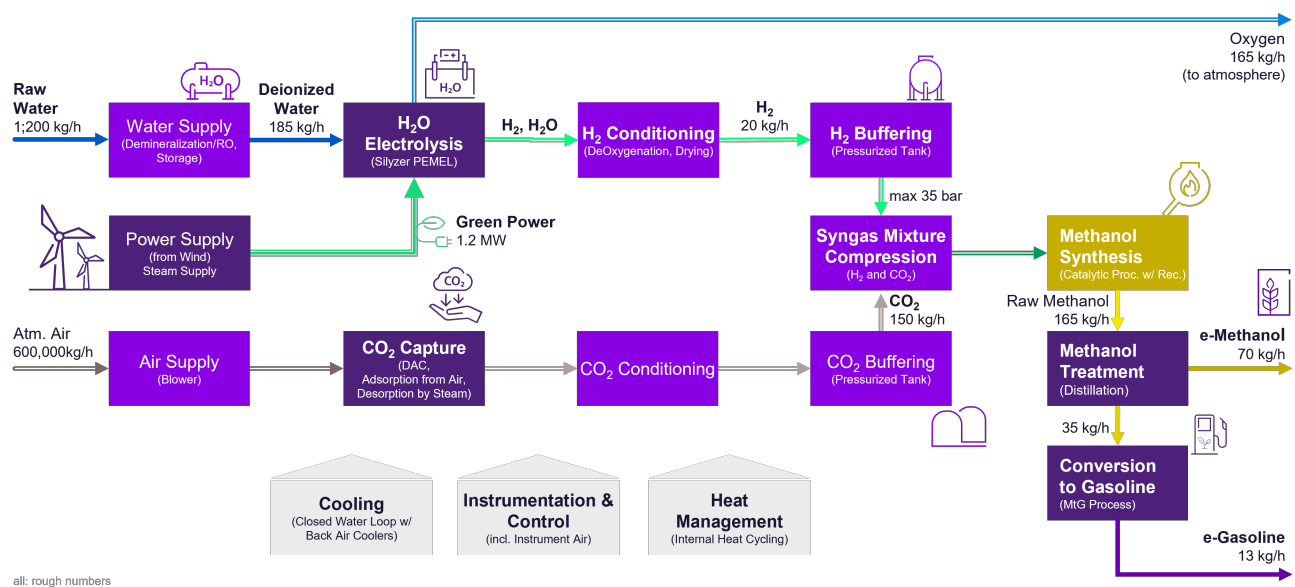 Oxygen
165 kg/h
(to atmosphere)
Raw
Water
1;200 kg/h
H₂O
Water Supply
(Demineralization/RO,
Storage)
Deionized
Water
185 kg/h
H₂O
H₂O
Electrolysis
(Silyzer PEMEL)
H₂, H₂O
H₂ Conditioning
(DeOxygenation, Drying)
H₂
20 kg/h
H₂ Buffering
(Pressurized Tank)
max 35 bar
Power Supply
(from Wind)
Steam Supply
Green Power
1.2 MW
Syngas Mixture
Compression
(H₂ and CO₂)
Methanol
Synthesis
(Catalytic Proc. w/ Rec.)
CO₂
CO₂
150 kg/h
Raw Methanol
165 kg/h
Atm. Air
600,000kg/h
Air Supply
(Blower)
CO₂ Capture
(DAC,
Adsorption from Air,
Desorption by Steam)
CO₂ Conditioning
CO₂ Buffering
(Pressurized Tank)
Methanol
Treatment
(Distillation)
e-Methanol
70 kg/h
35 kg/h
Conversion
to Gasoline
(MtG Process)
e-Gasoline
13 kg/h
Cooling
(Closed Water Loop w/
Back Air Coolers)
Instrumentation &
Control
(incl. Instrument Air)
Heat
Management
(Internal Heat Cycling)
all: rough numbers